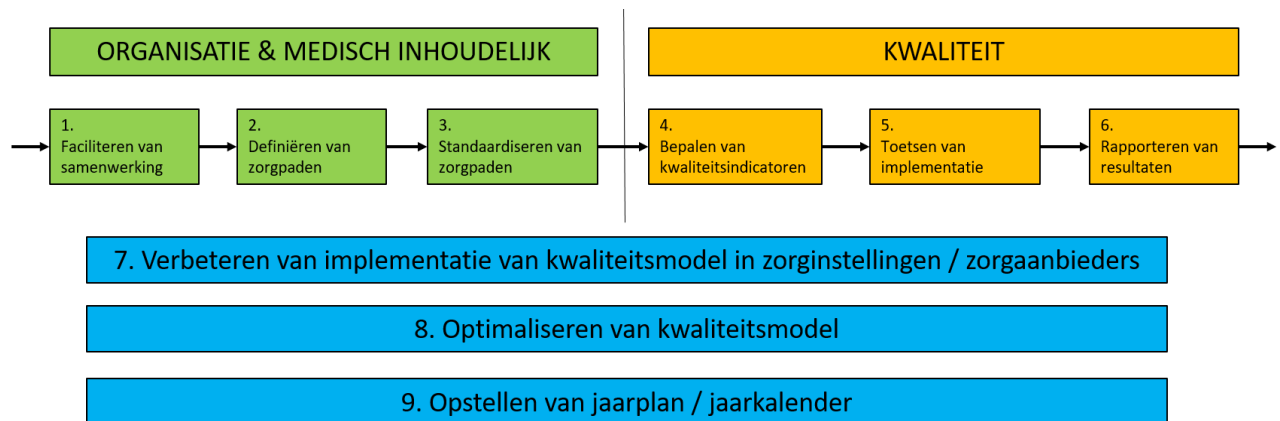 ORGANISATIE & MEDISCH INHOUDELIJK
KWALITEIT
1.
Faciliteren van
samenwerking
2.
Definiëren van
zorgpaden
3.
Standaardiseren van
zorgpaden
4.
Bepalen van
kwaliteitsindicatoren
5.
Toetsen van
implementatie
6.
Rapporteren van
resultaten
7. Verbeteren van implementatie van kwaliteitsmodel in zorginstellingen / zorgaanbieders
8. Optimaliseren van kwaliteitsmodel
9. Opstellen van jaarplan / jaarkalender